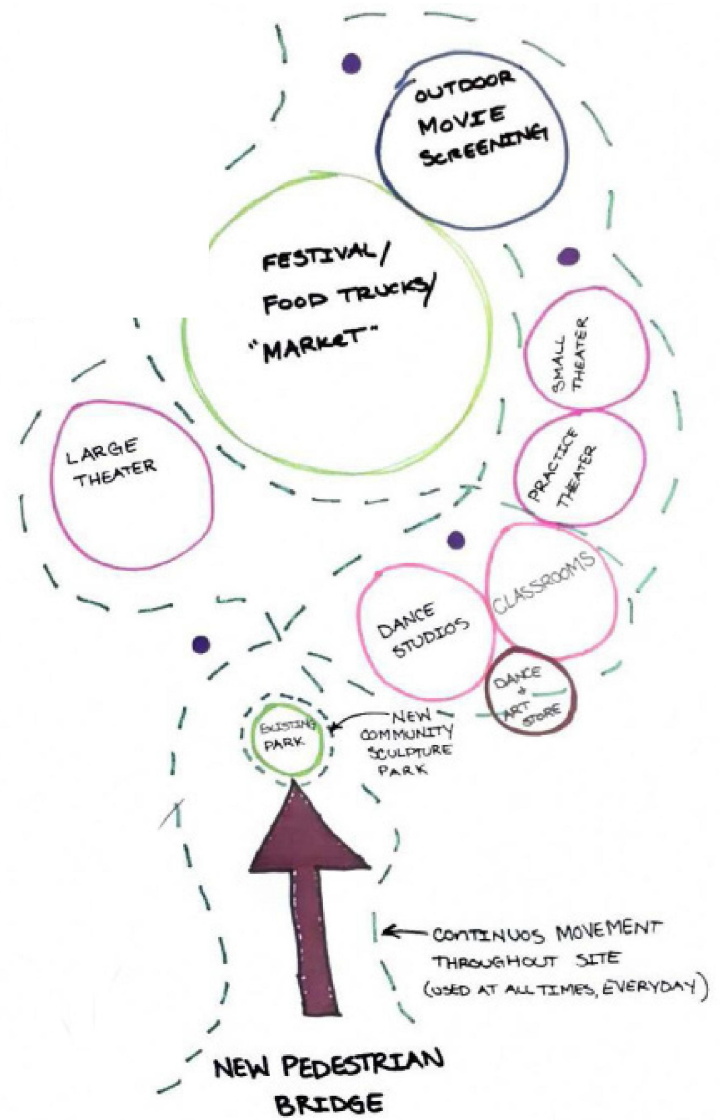 OUTDOOR
MOVIE
SCREENING
FESTIVAL/
FOOD TRUCKS/
"MARKET"
SMALL
THEATER
LARGE
THEATER
PRACTICE
THEATER
CLASSROOMS
DANCE
STUDIOS
DANCE
+
ART
STORE
EXISTING
PARK
NEW
COMMUNITY
SCULPTURE
PARK
CONTINUOS MOVEMENT
THROUGHOUT SITE
(USED AT ALL TIMES, EVERYDAY)
NEW PEDESTRIAN
BRIDGE